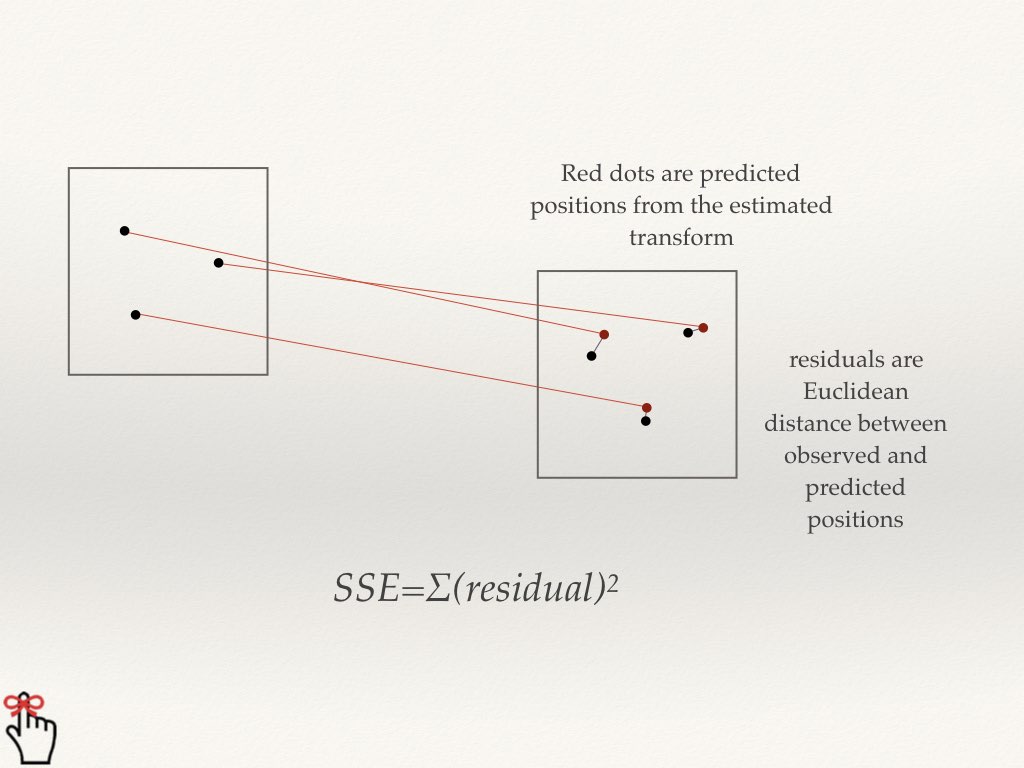 Red dots are predicted
positions from the estimated
transform
residuals are
Euclidean
distance between
observed and
predicted
positions
SSE=Σ(residual)²